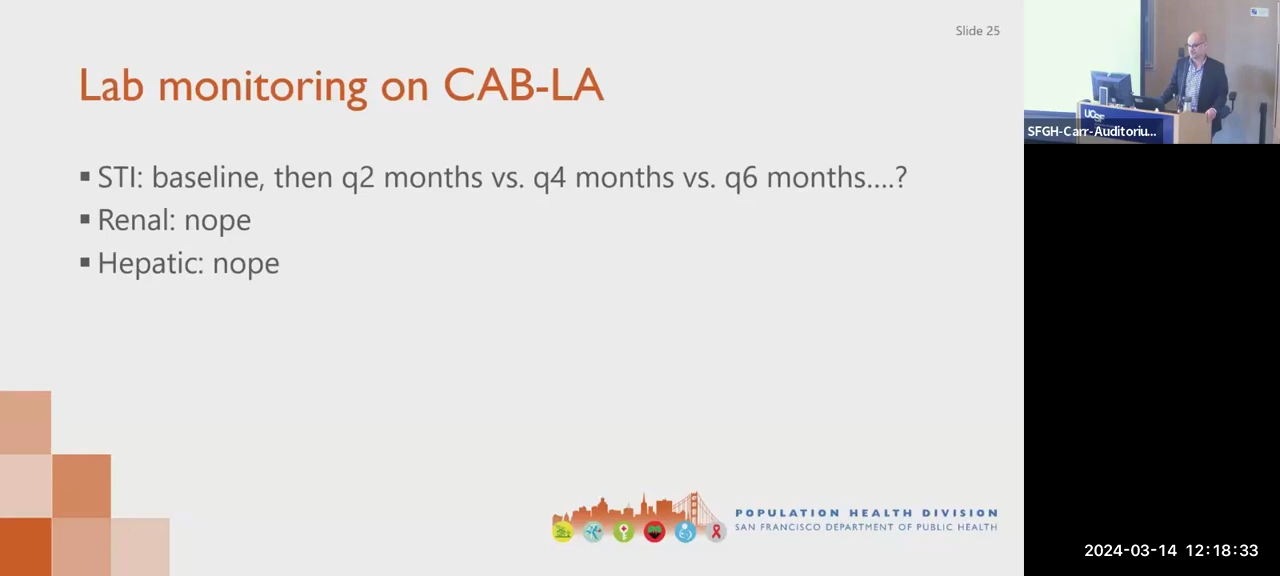 Slide 25
Lab monitoring on CAB-LA
▪ STI: baseline, then q2 months vs. q4 months vs. q6 months....?
▪ Renal: nope
▪ Hepatic: nope
POPULATION HEALTH DIVISION
SAN FRANCISCO DEPARTMENT OF PUBLIC HEALTH
UCSF
SFGH-Carr-Auditoriu...
2024-03-14 12:18:33